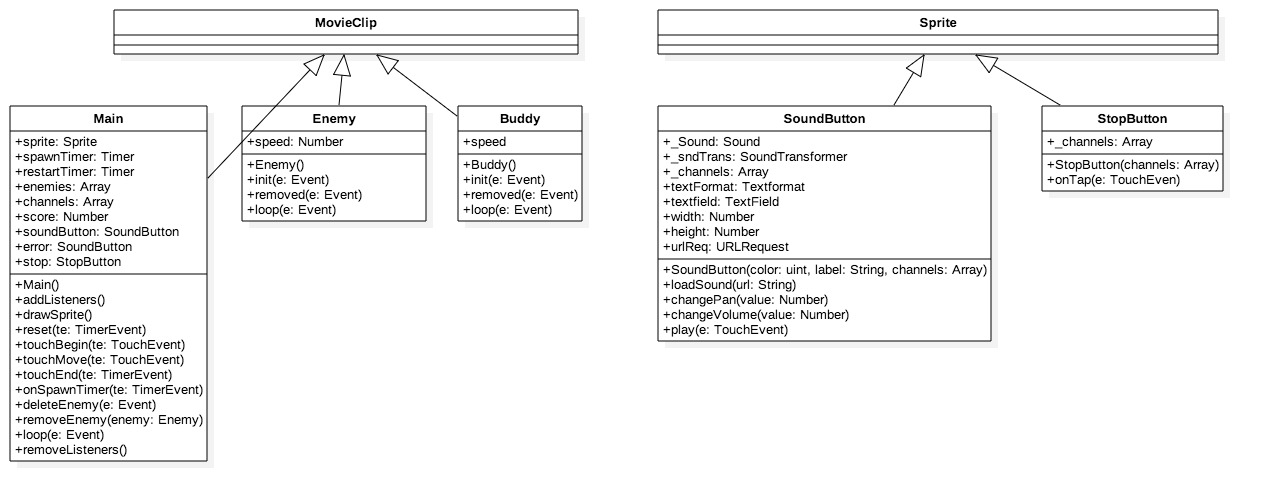 MovieClip
Main
+sprite: Sprite
+spawnTimer: Timer
+restartTimer: Timer
+enemies: Array
+channels: Array
+score: Number
+soundButton: SoundButton
+error: SoundButton
+stop: StopButton
+Main()
+addListeners()
+drawSprite()
+reset(te: TimerEvent)
+touchBegin(te: TouchEvent)
+touchMove(te: TouchEvent)
+touchEnd(te: TimerEvent)
+onSpawnTimer(te: TimerEvent)
+deleteEnemy(e: Event)
+removeEnemy(enemy: Enemy)
+loop(e: Event)
+removeListeners()
Enemy
+speed: Number
+Enemy()
+init(e: Event)
+removed(e: Event)
+loop(e: Event)
Buddy
+speed
+Buddy()
+init(e: Event)
+removed(e: Event)
+loop(e: Event)
Sprite
SoundButton
+_Sound: Sound
+_sndTrans: SoundTransformer
+_channels: Array
+textFormat: Textformat
+textfield: TextField
+width: Number
+height: Number
+urlReq: URLRequest
+SoundButton(color: uint, label: String, channels: Array)
+loadSound(url: String)
+changePan(value: Number)
+changeVolume(value: Number)
+play(e: TouchEvent)
StopButton
+_channels: Array
+StopButton(channels: Array)
+onTap(e: TouchEven)